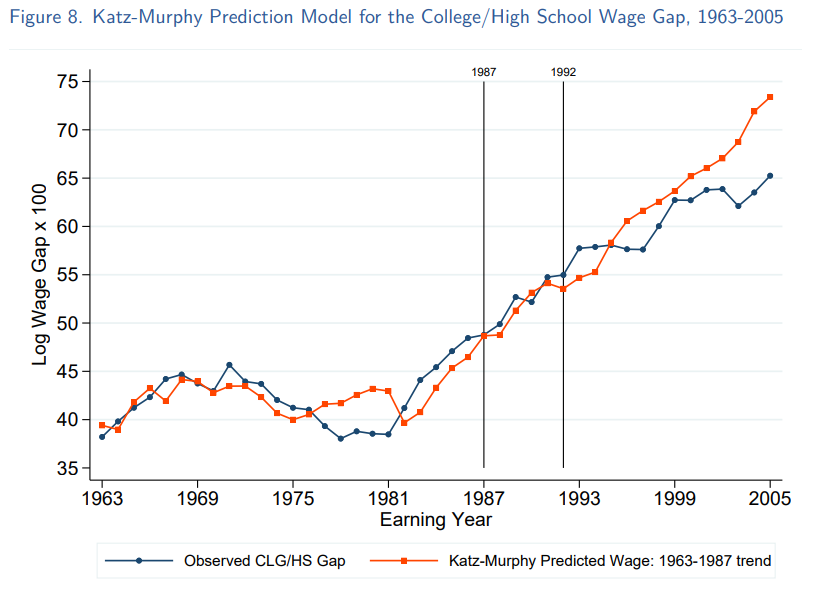 Figure 8. Katz-Murphy Prediction Model for the College/High School Wage Gap, 1963-2005
1987 1992
75
70
65
60
55
50
45
40
35
Log Wage Gap x 100
1963 1969 1975 1981 1987 1993 1999 2005
Earning Year
Observed CLG/HS Gap Katz-Murphy Predicted Wage: 1963-1987 trend